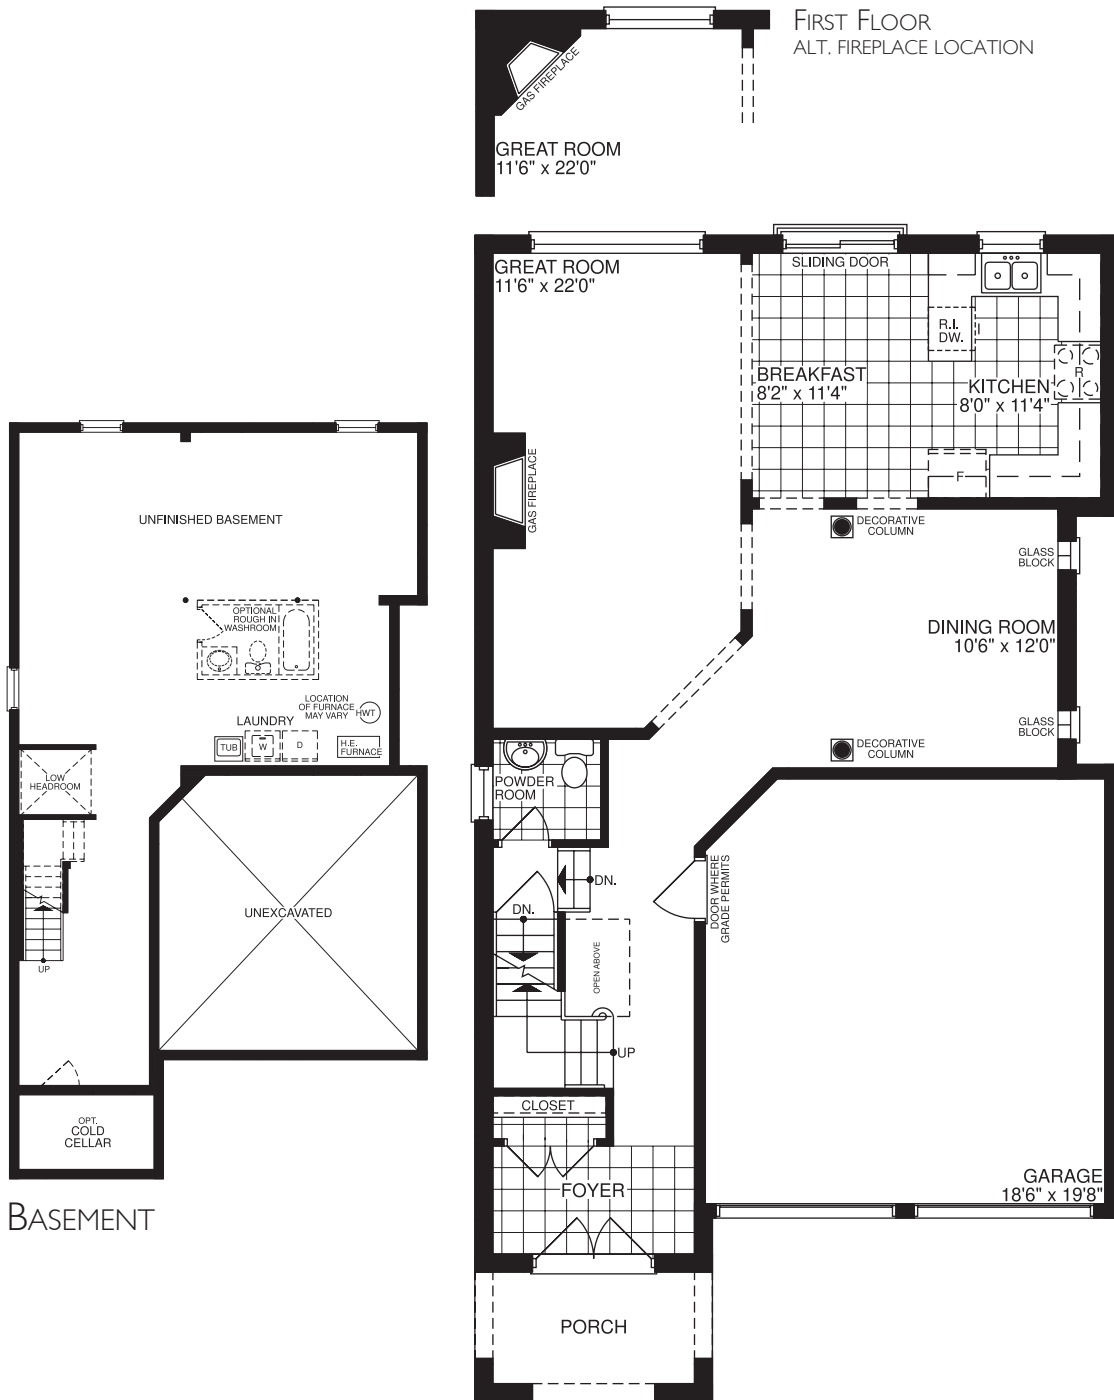 FIRST FLOOR
ALT. FIREPLACE LOCATION
GAS FIREPLACE
GREAT ROOM
11'6" x 22'0"
GREAT ROOM
11'6" x 22'0"
SLIDING DOOR
R.I.
DW.
BREAKFAST
8'2" x 11'4"
KITCHEN
8'0" x 11'4"
R
F
GAS FIREPLACE
DECORATIVE
COLUMN
GLASS
BLOCK
DINING ROOM
10'6" x 12'0"
GLASS
BLOCK
DECORATIVE
COLUMN
POWDER
ROOM
DN.
DN.
DOOR WHERE
GRADE PERMITS
OPEN ABOVE
UP
CLOSET
FOYER
GARAGE
18'6" x 19'8"
PORCH
UNFINISHED BASEMENT
OPTIONAL
ROUGH IN
WASHROOM
LOCATION
OF FURNACE
MAY VARY
HWT
LAUNDRY
TUB
W
D
H.E.
FURNACE
LOW
HEADROOM
UNEXCAVATED
UP
OPT.
COLD
CELLAR
BASEMENT